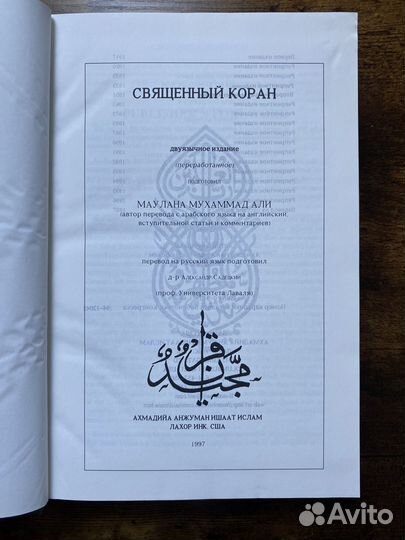 СВЯЩЕННЫЙ КОРАН
двуязычное издание
(переработанное)
подготовил
МАУЛАНА МУХАММАД АЛИ
(автор перевода с арабского языка на английский,
вступительной статьи и комментариев)
перевод на русский язык подготовил
д-р Александр Садецкий
(проф. Университета Лаваля)
قرآن مجيد
АХМАДИЙА АНЖУМАН ИШААТ ИСЛАМ
ЛАХОР ИНК. США
1997
Avito